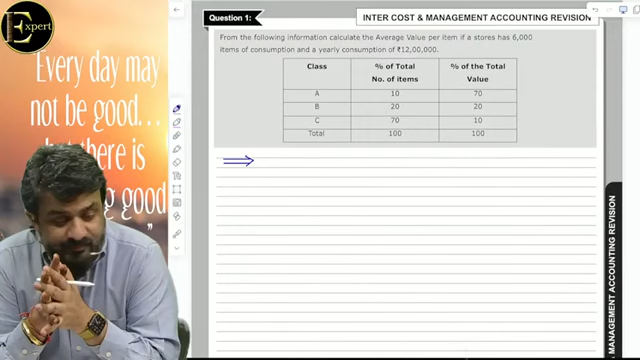 Expert
"Every day may
not be good...
but there is
good
"
Question 1:
INTER COST & MANAGEMENT ACCOUNTING REVISION
From the following information calculate the Average Value per item if a stores has 6,000
items of consumption and a yearly consumption of ₹12,00,000.
Class % of Total No. of items % of the Total Value
A 10 70
B 20 20
C 70 10
Total 100 100
MANAGEMENT ACCOUNTING REVISION